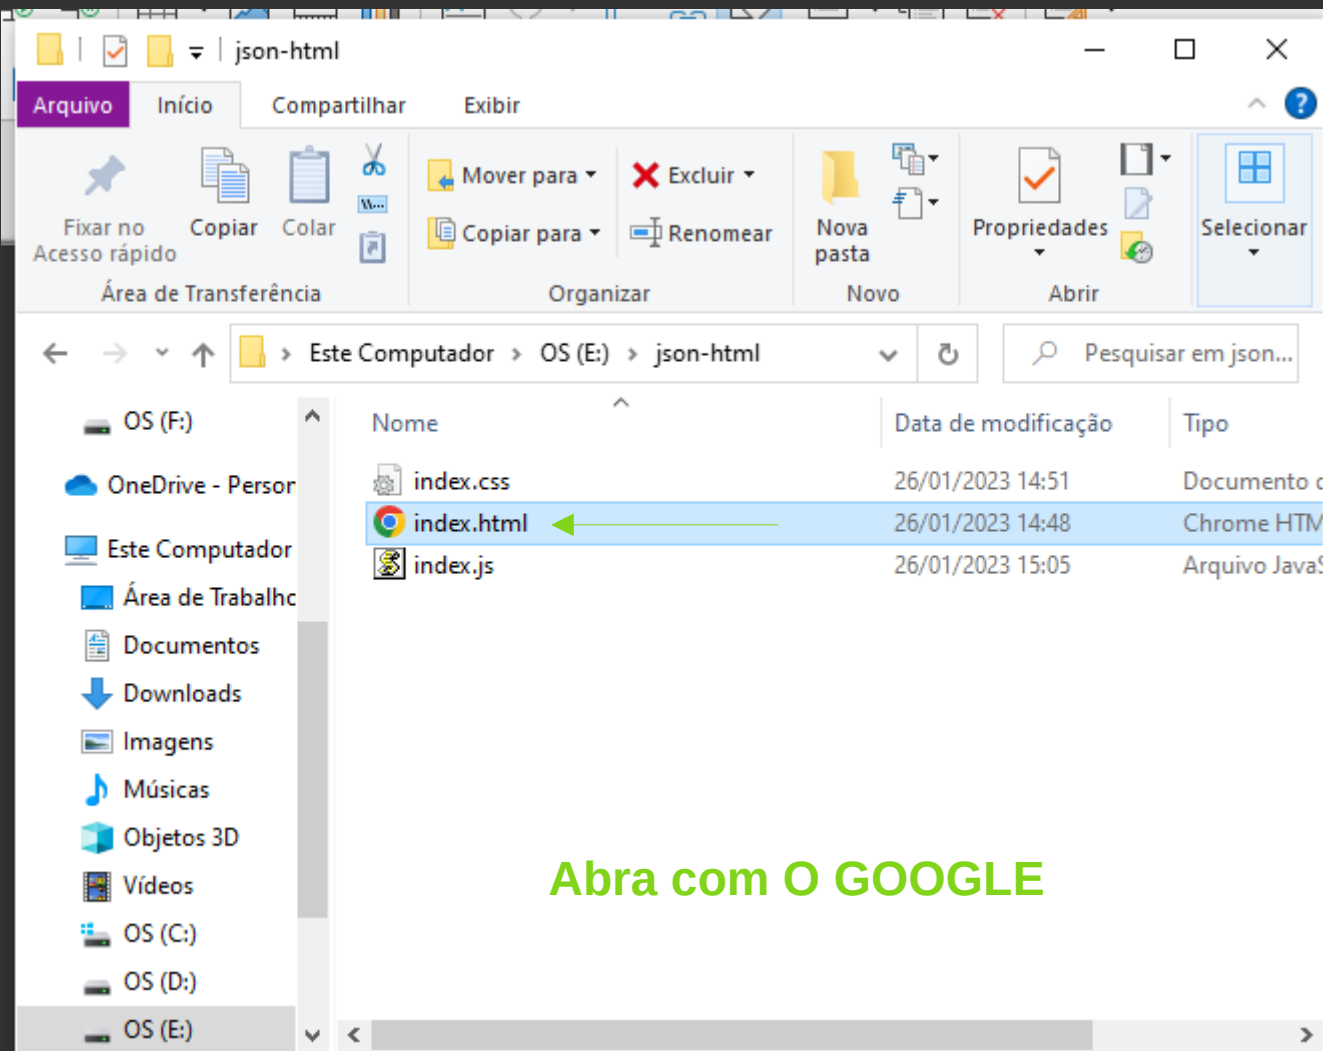 json-html
Arquivo Início Compartilhar Exibir
Fixar no Acesso rápido
Copiar
Colar
Área de Transferência
Mover para
Copiar para
Excluir
Renomear
Organizar
Nova pasta
Novo
Propriedades
Abrir
Selecionar
Este Computador > OS (E:) > json-html
Pesquisar em json...
OS (F:)
OneDrive - Person
Este Computador
Área de Trabalho
Documentos
Downloads
Imagens
Músicas
Objetos 3D
Vídeos
OS (C:)
OS (D:)
OS (E:)
Nome Data de modificação Tipo
index.css 26/01/2023 14:51 Documento d
index.html 26/01/2023 14:48 Chrome HTM
index.js 26/01/2023 15:05 Arquivo JavaS
Abra com O GOOGLE